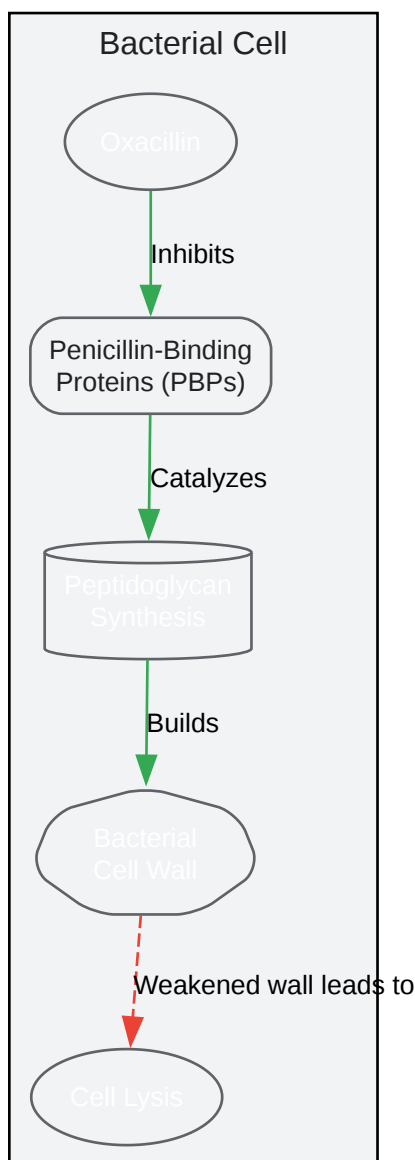 Bacterial Cell
Oxacillin
Inhibits
Penicillin-Binding
Proteins (PBPs)
Catalyzes
Peptidoglycan
Synthesis
Builds
Bacterial
Cell Wall
Weakened wall leads to
Cell Lysis